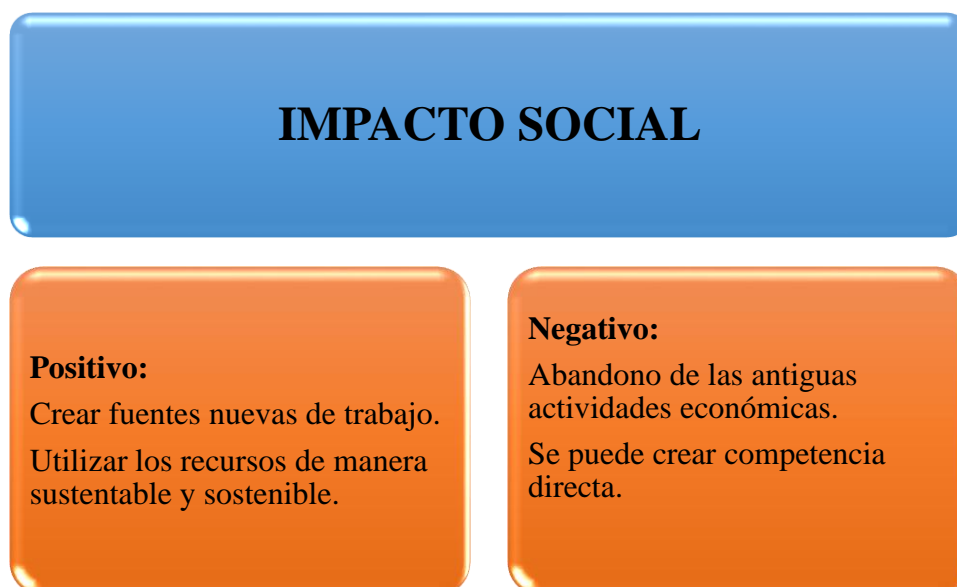 IMPACTO SOCIAL
Positivo:
Crear fuentes nuevas de trabajo.
Utilizar los recursos de manera
sustentable y sostenible.
Negativo:
Abandono de las antiguas
actividades económicas.
Se puede crear competencia
directa.